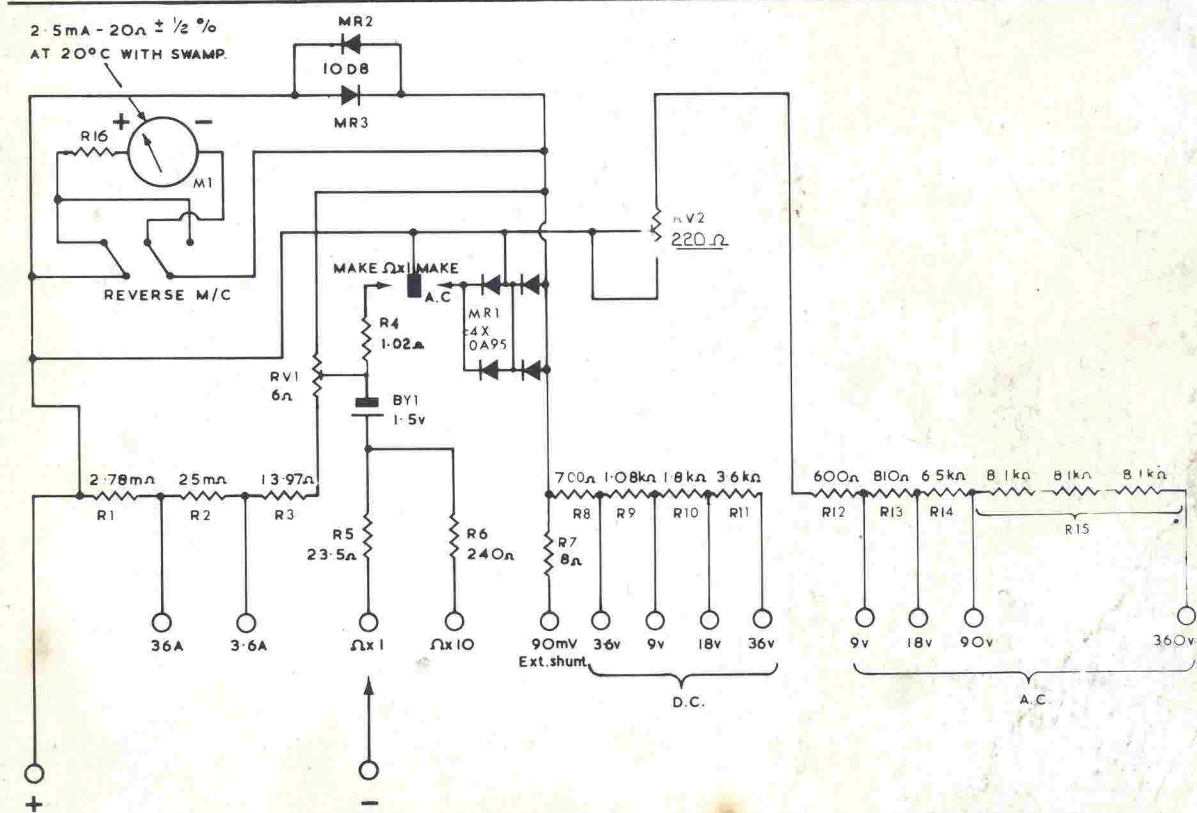 2·5mA-20Ω ± ½ %
AT 20°C WITH SWAMP.
MR2
10D8
MR3
R16
+
-
M1
REVERSE M/C
MAKE Ωx1
MAKE
A.C
R4
1·02Ω
MR1
4X
OA95
RV2
220Ω
RV1
6Ω
BY1
1·5v
2·78mΩ
R1
25mΩ
R2
13·97Ω
R3
R5
23.5Ω
R6
240Ω
R7
8Ω
700Ω
R8
1·08kΩ
R9
1·8kΩ
R10
3·6kΩ
R11
600Ω
R12
810Ω
R13
6·5kΩ
R14
8·1kΩ
8·1kΩ
8·1kΩ
R15
36A
3·6A
Ωx1
Ωx10
90mV
Ext.shunt
3·6v
9v
18v
36v
D.C.
9v
18v
90v
360v
A.C.
+
-